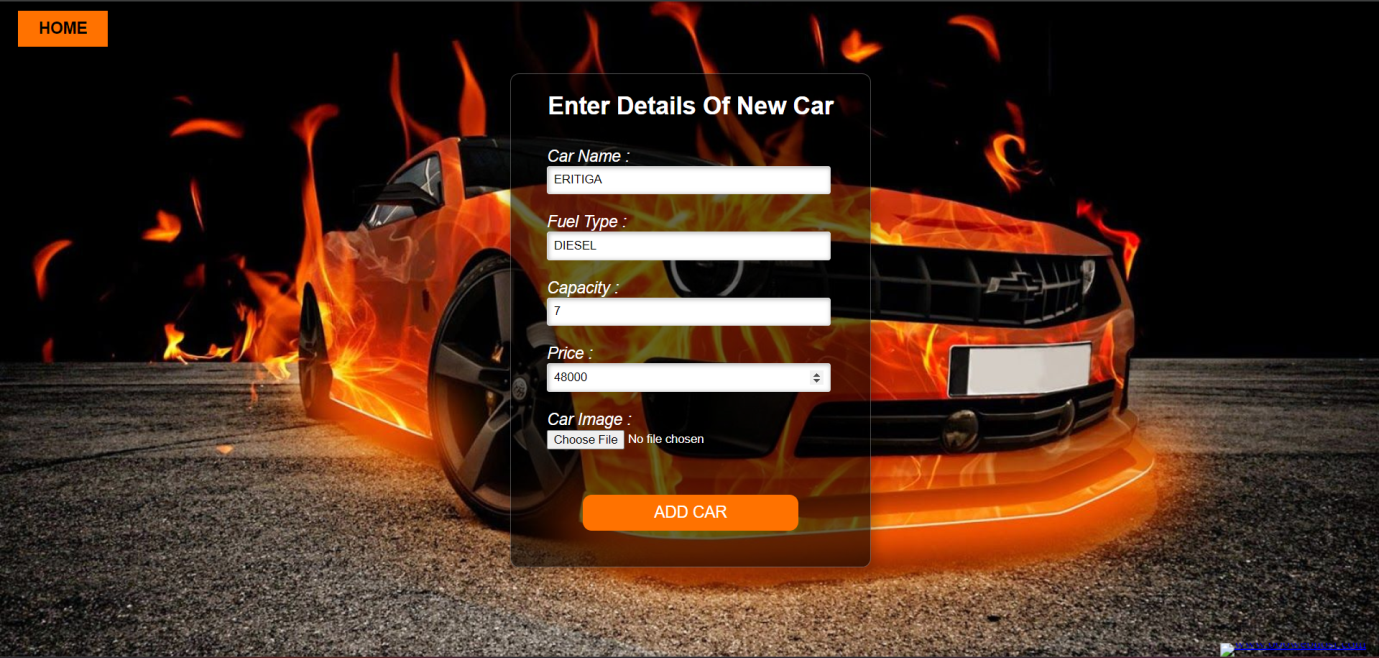 HOME
Enter Details Of New Car
Car Name :
ERITIGA
Fuel Type :
DIESEL
Capacity :
7
Price :
48000
Car Image :
Choose File No file chosen
ADD CAR